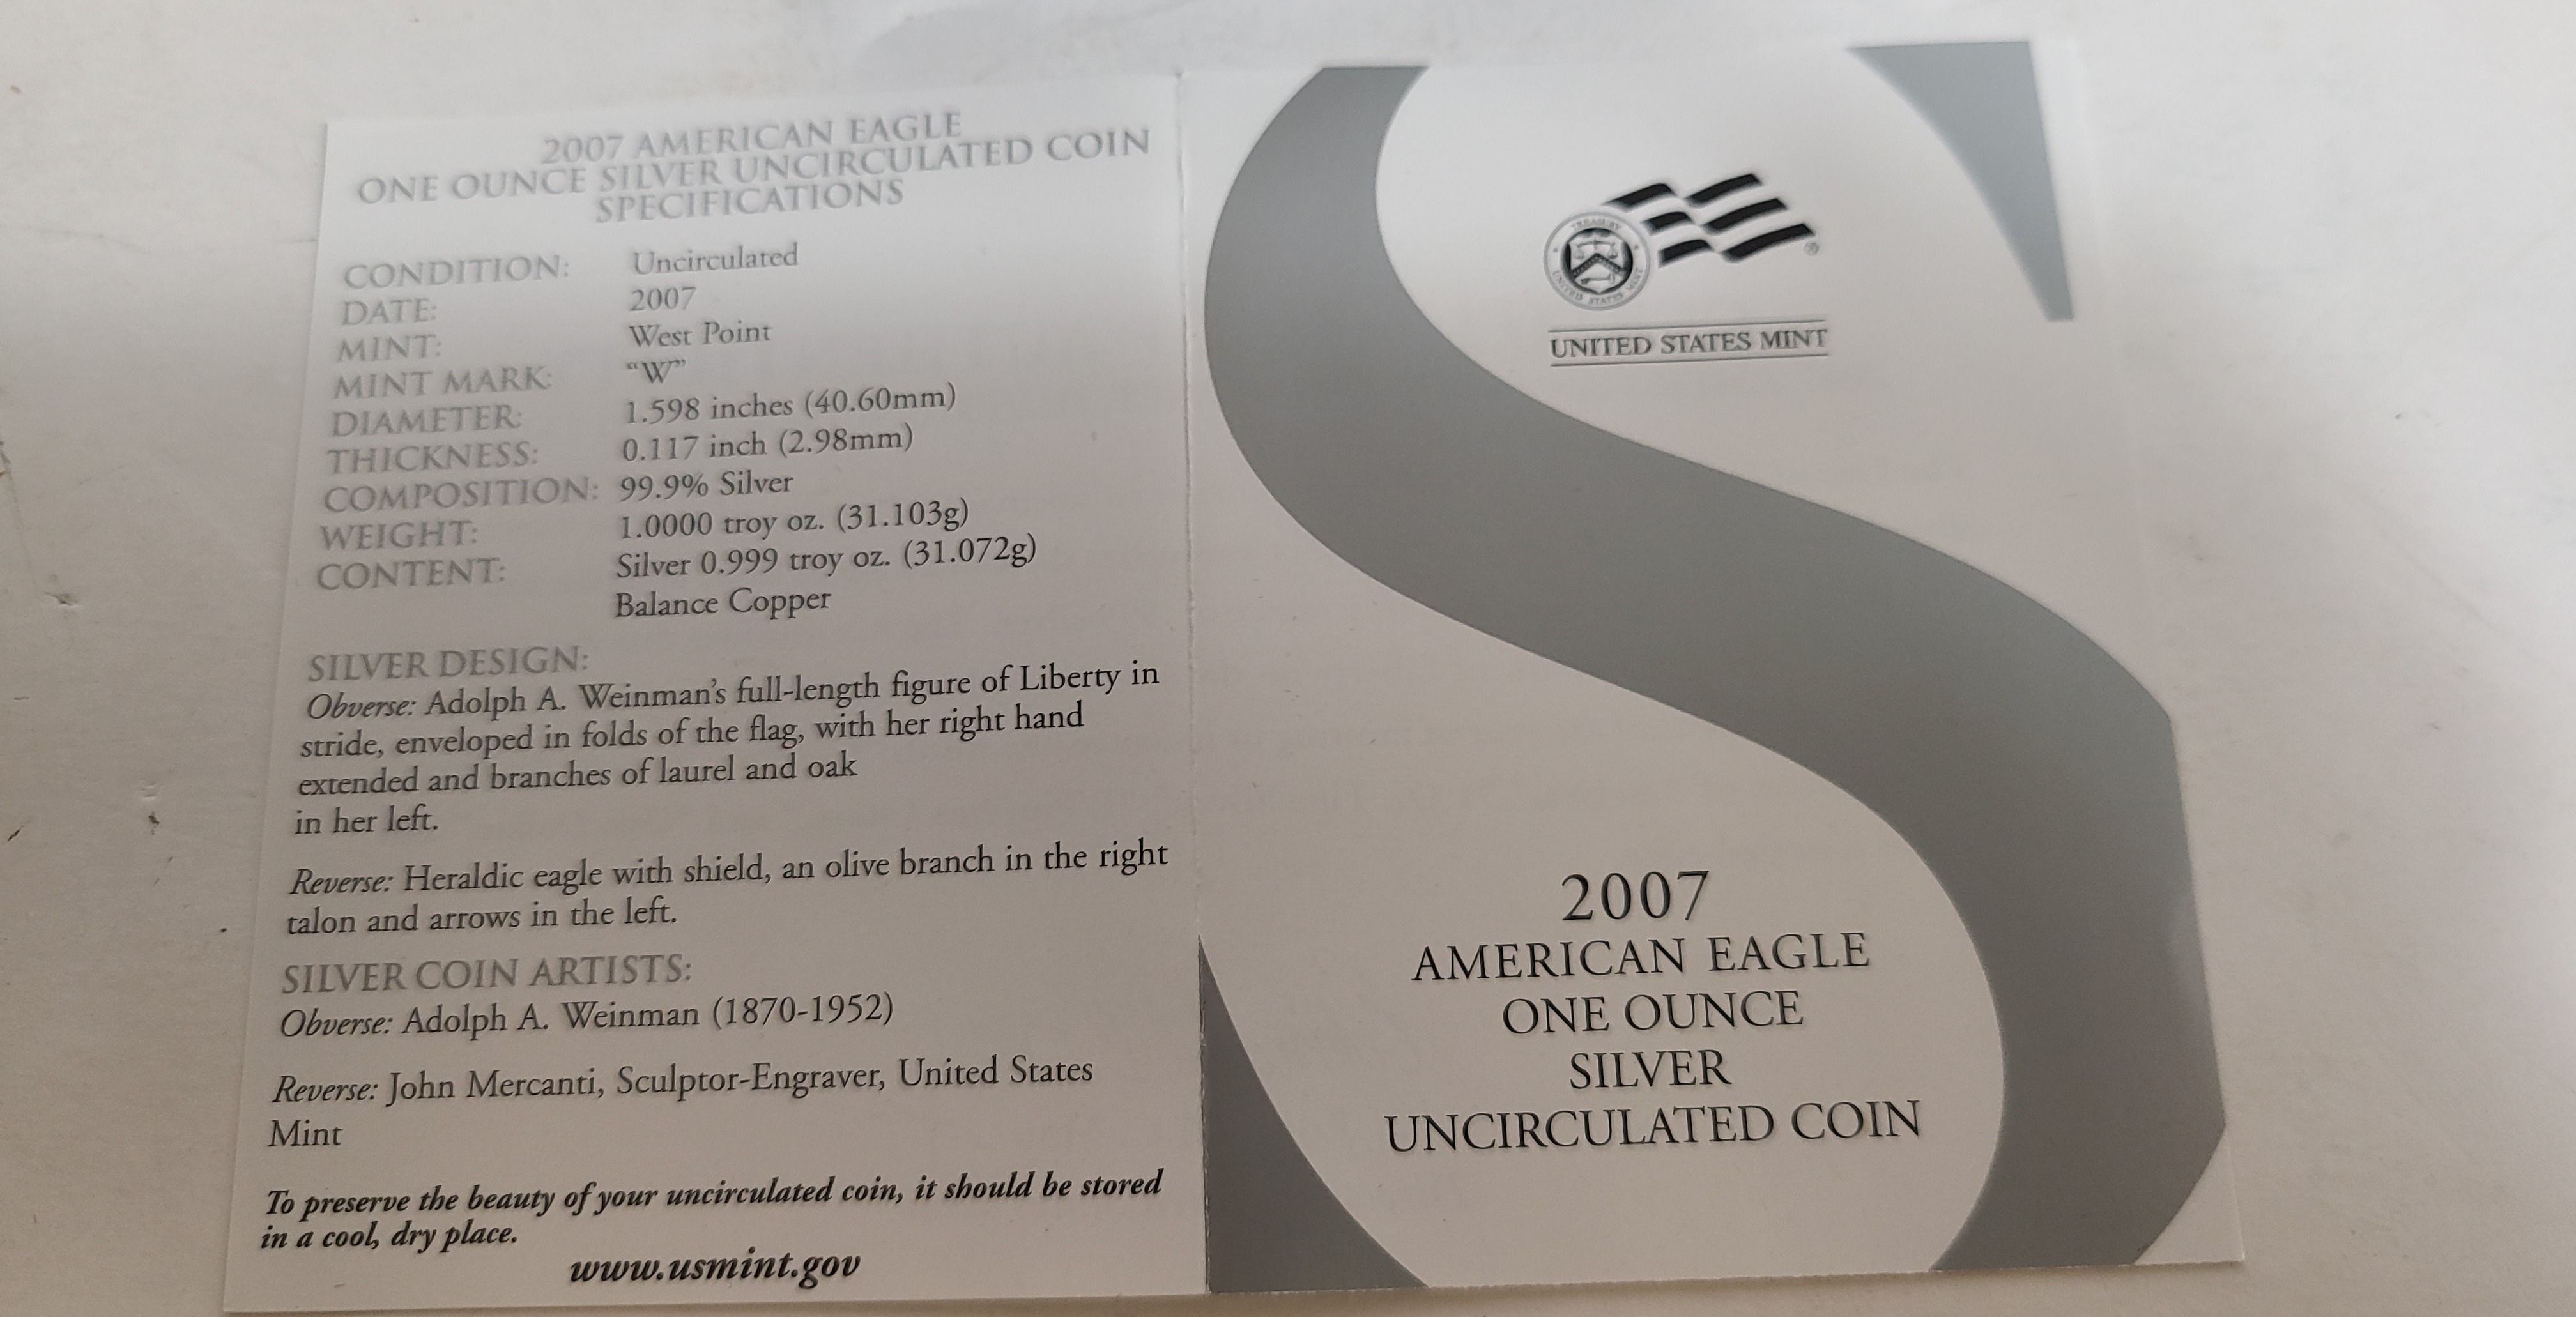 2007 AMERICAN EAGLE
ONE OUNCE SILVER UNCIRCULATED COIN
SPECIFICATIONS
CONDITION: Uncirculated
DATE: 2007
MINT: West Point
MINT MARK: “W”
DIAMETER: 1.598 inches (40.60mm)
THICKNESS: 0.117 inch (2.98mm)
COMPOSITION: 99.9% Silver
WEIGHT: 1.0000 troy oz. (31.103g)
CONTENT: Silver 0.999 troy oz. (31.072g)
Balance Copper
SILVER DESIGN:
Obverse: Adolph A. Weinman’s full-length figure of Liberty in
stride, enveloped in folds of the flag, with her right hand
extended and branches of laurel and oak
in her left.
Reverse: Heraldic eagle with shield, an olive branch in the right
talon and arrows in the left.
SILVER COIN ARTISTS:
Obverse: Adolph A. Weinman (1870-1952)
Reverse: John Mercanti, Sculptor-Engraver, United States
Mint
To preserve the beauty of your uncirculated coin, it should be stored
in a cool, dry place.
www.usmint.gov
TREASURY
UNITED STATES MINT
®
UNITED STATES MINT
2007
AMERICAN EAGLE
ONE OUNCE
SILVER
UNCIRCULATED COIN